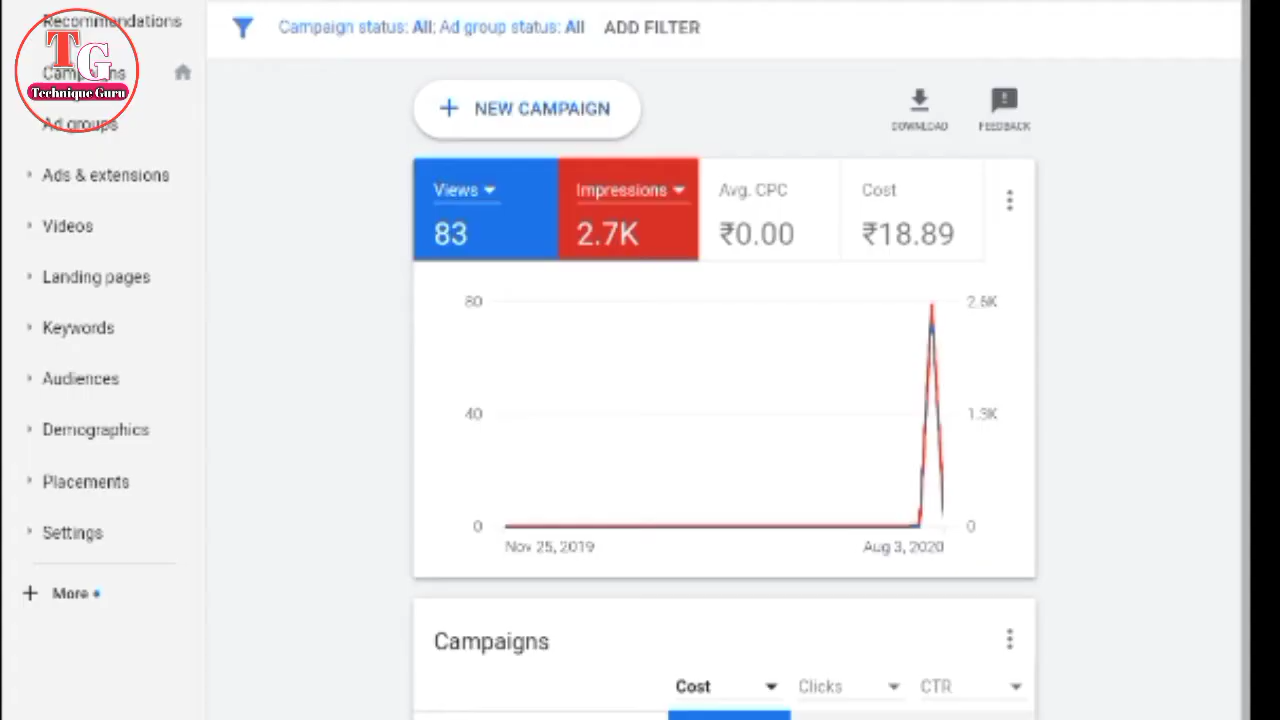 Recommendations
Campaigns
TG
Technique Guru
Ad groups
Ads & extensions
Videos
Landing pages
Keywords
Audiences
Demographics
Placements
Settings
+ More
Campaign status: All; Ad group status: All ADD FILTER
+ NEW CAMPAIGN
DOWNLOAD FEEDBACK
Views Impressions Avg. CPC Cost
83 2.7K ₹0.00 ₹18.89
80 2.6K
40 1.3K
0 0
Nov 25, 2019 Aug 3, 2020
Campaigns
Cost Clicks CTR